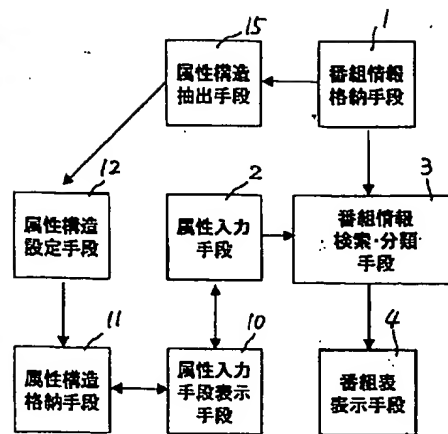 15
1
属性構造
抽出手段
番組情報
格納手段
12
2
3
属性構造
設定手段
属性入力
手段
番組情報
検索・分類
手段
11
10
4
属性構造
格納手段
属性入力
手段表示
手段
番組表
表示手段